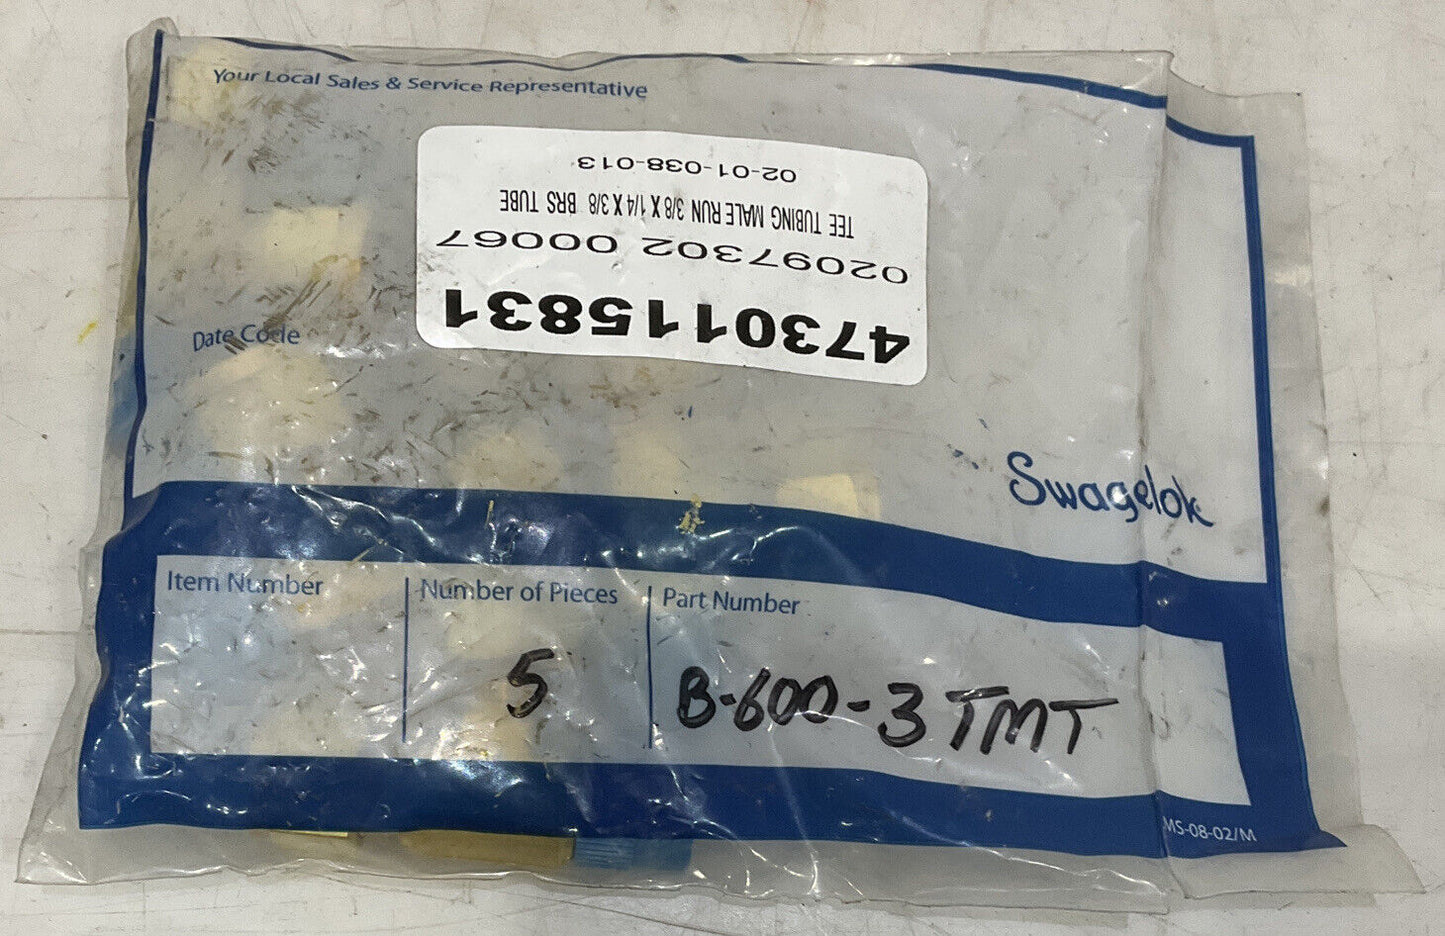 Your Local Sales & Service Representative
4730115831
02097302 00067
TEE TUBING MALE RUN 3/8 X 1/4 X 3/8 BRS TUBE
02-01-038-013
Date Code
Swagelok
Item Number
Number of Pieces
Part Number
5
B-600-3TMT
MS-08-02/M